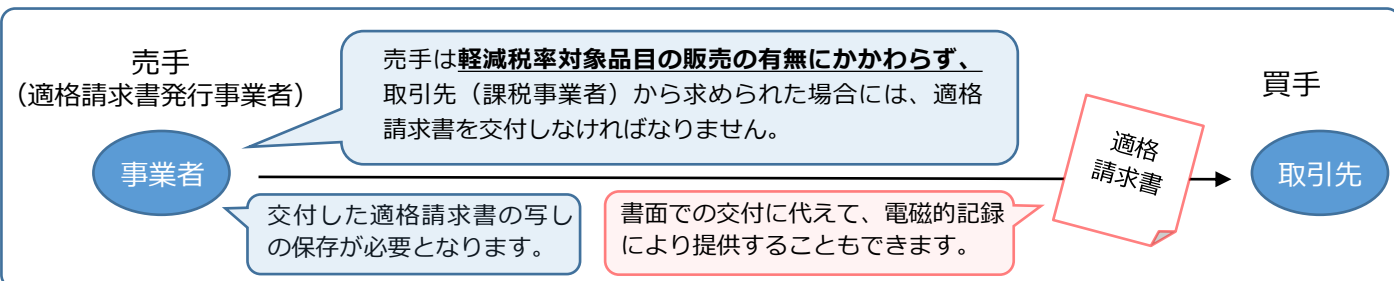 売手
(適格請求書発行事業者)
事業者
売手は軽減税率対象品目の販売の有無にかかわらず、
取引先(課税事業者)から求められた場合には、適格
請求書を交付しなければなりません。
交付した適格請求書の写し
の保存が必要となります。
書面での交付に代えて、電磁的記録
により提供することもできます。
適格
請求書
買手
取引先